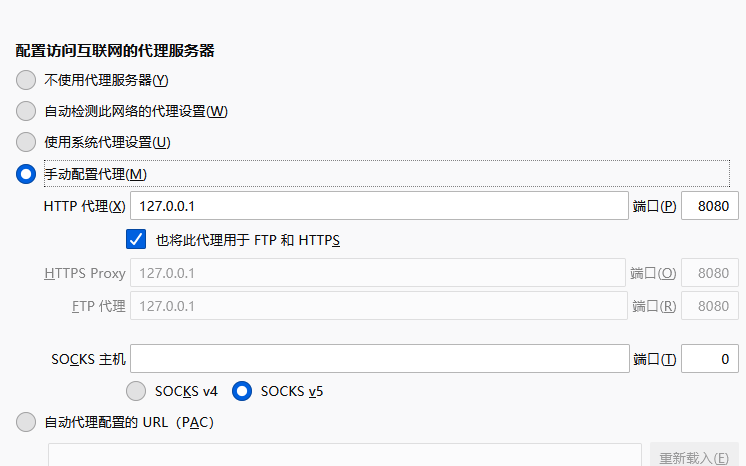 配置访问互联网的代理服务器
不使用代理服务器(Y)
自动检测此网络的代理设置(W)
使用系统代理设置(U)
手动配置代理(M)
HTTP 代理(X) 127.0.0.1 端口(P) 8080
也将此代理用于 FTP 和 HTTPS
HTTPS Proxy 127.0.0.1 端口(O) 8080
FTP 代理 127.0.0.1 端口(R) 8080
SOCKS 主机 端口(T) 0
SOCKS v4 SOCKS v5
自动代理配置的 URL（PAC）
重新载入(E)